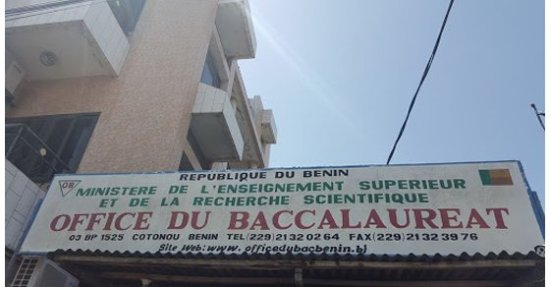 REPUBLIQUE DU BENIN
OB
MINISTERE DE L'ENSEIGNEMENT SUPERIEUR
ET DE LA RECHERCHE SCIENTIFIQUE
OFFICE DU BACCALAUREAT
03 BP 1525 COTONOU BENIN TEL(229)21320264 FAX(229)21323976
Site Web:www.officedubacbenin.bj